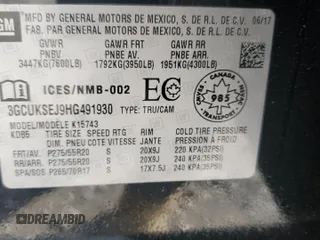 GM
MFD BY GENERAL MOTORS DE MEXICO, S. DE R.L. DE C.V. 06/17
FAB. PAR GENERAL MOTORS DE MEXICO, S. DE R.L. DE C.V.
GVWR GAWR FRT GAWR RR
PNBV PNBE AV PNBE
3447KG(7600LB) 1792KG(3950LB) 1951KG(4300LB)
ICES/NMB-002 EC
CANADA
985
3GCUKSEJ9HG491930 TYPE: TRU/CAM
MODEL/MODÈLE: K15743
TIRE SIZE SPEED RTG RIM COLD TIRE PRESSURE
DIM PNEU COTE VITESSE JANTE PRESSION À FROID
F/AV. P275/55R20 S 20X9J 220 KPA(32PSI)
RR/ARR. P275/55R20 S 20X9J 240 KPA(35PSI)
SPA/SOS P265/70R17 S 17X7.5J 240 KPA(35PSI)
DREAMBID